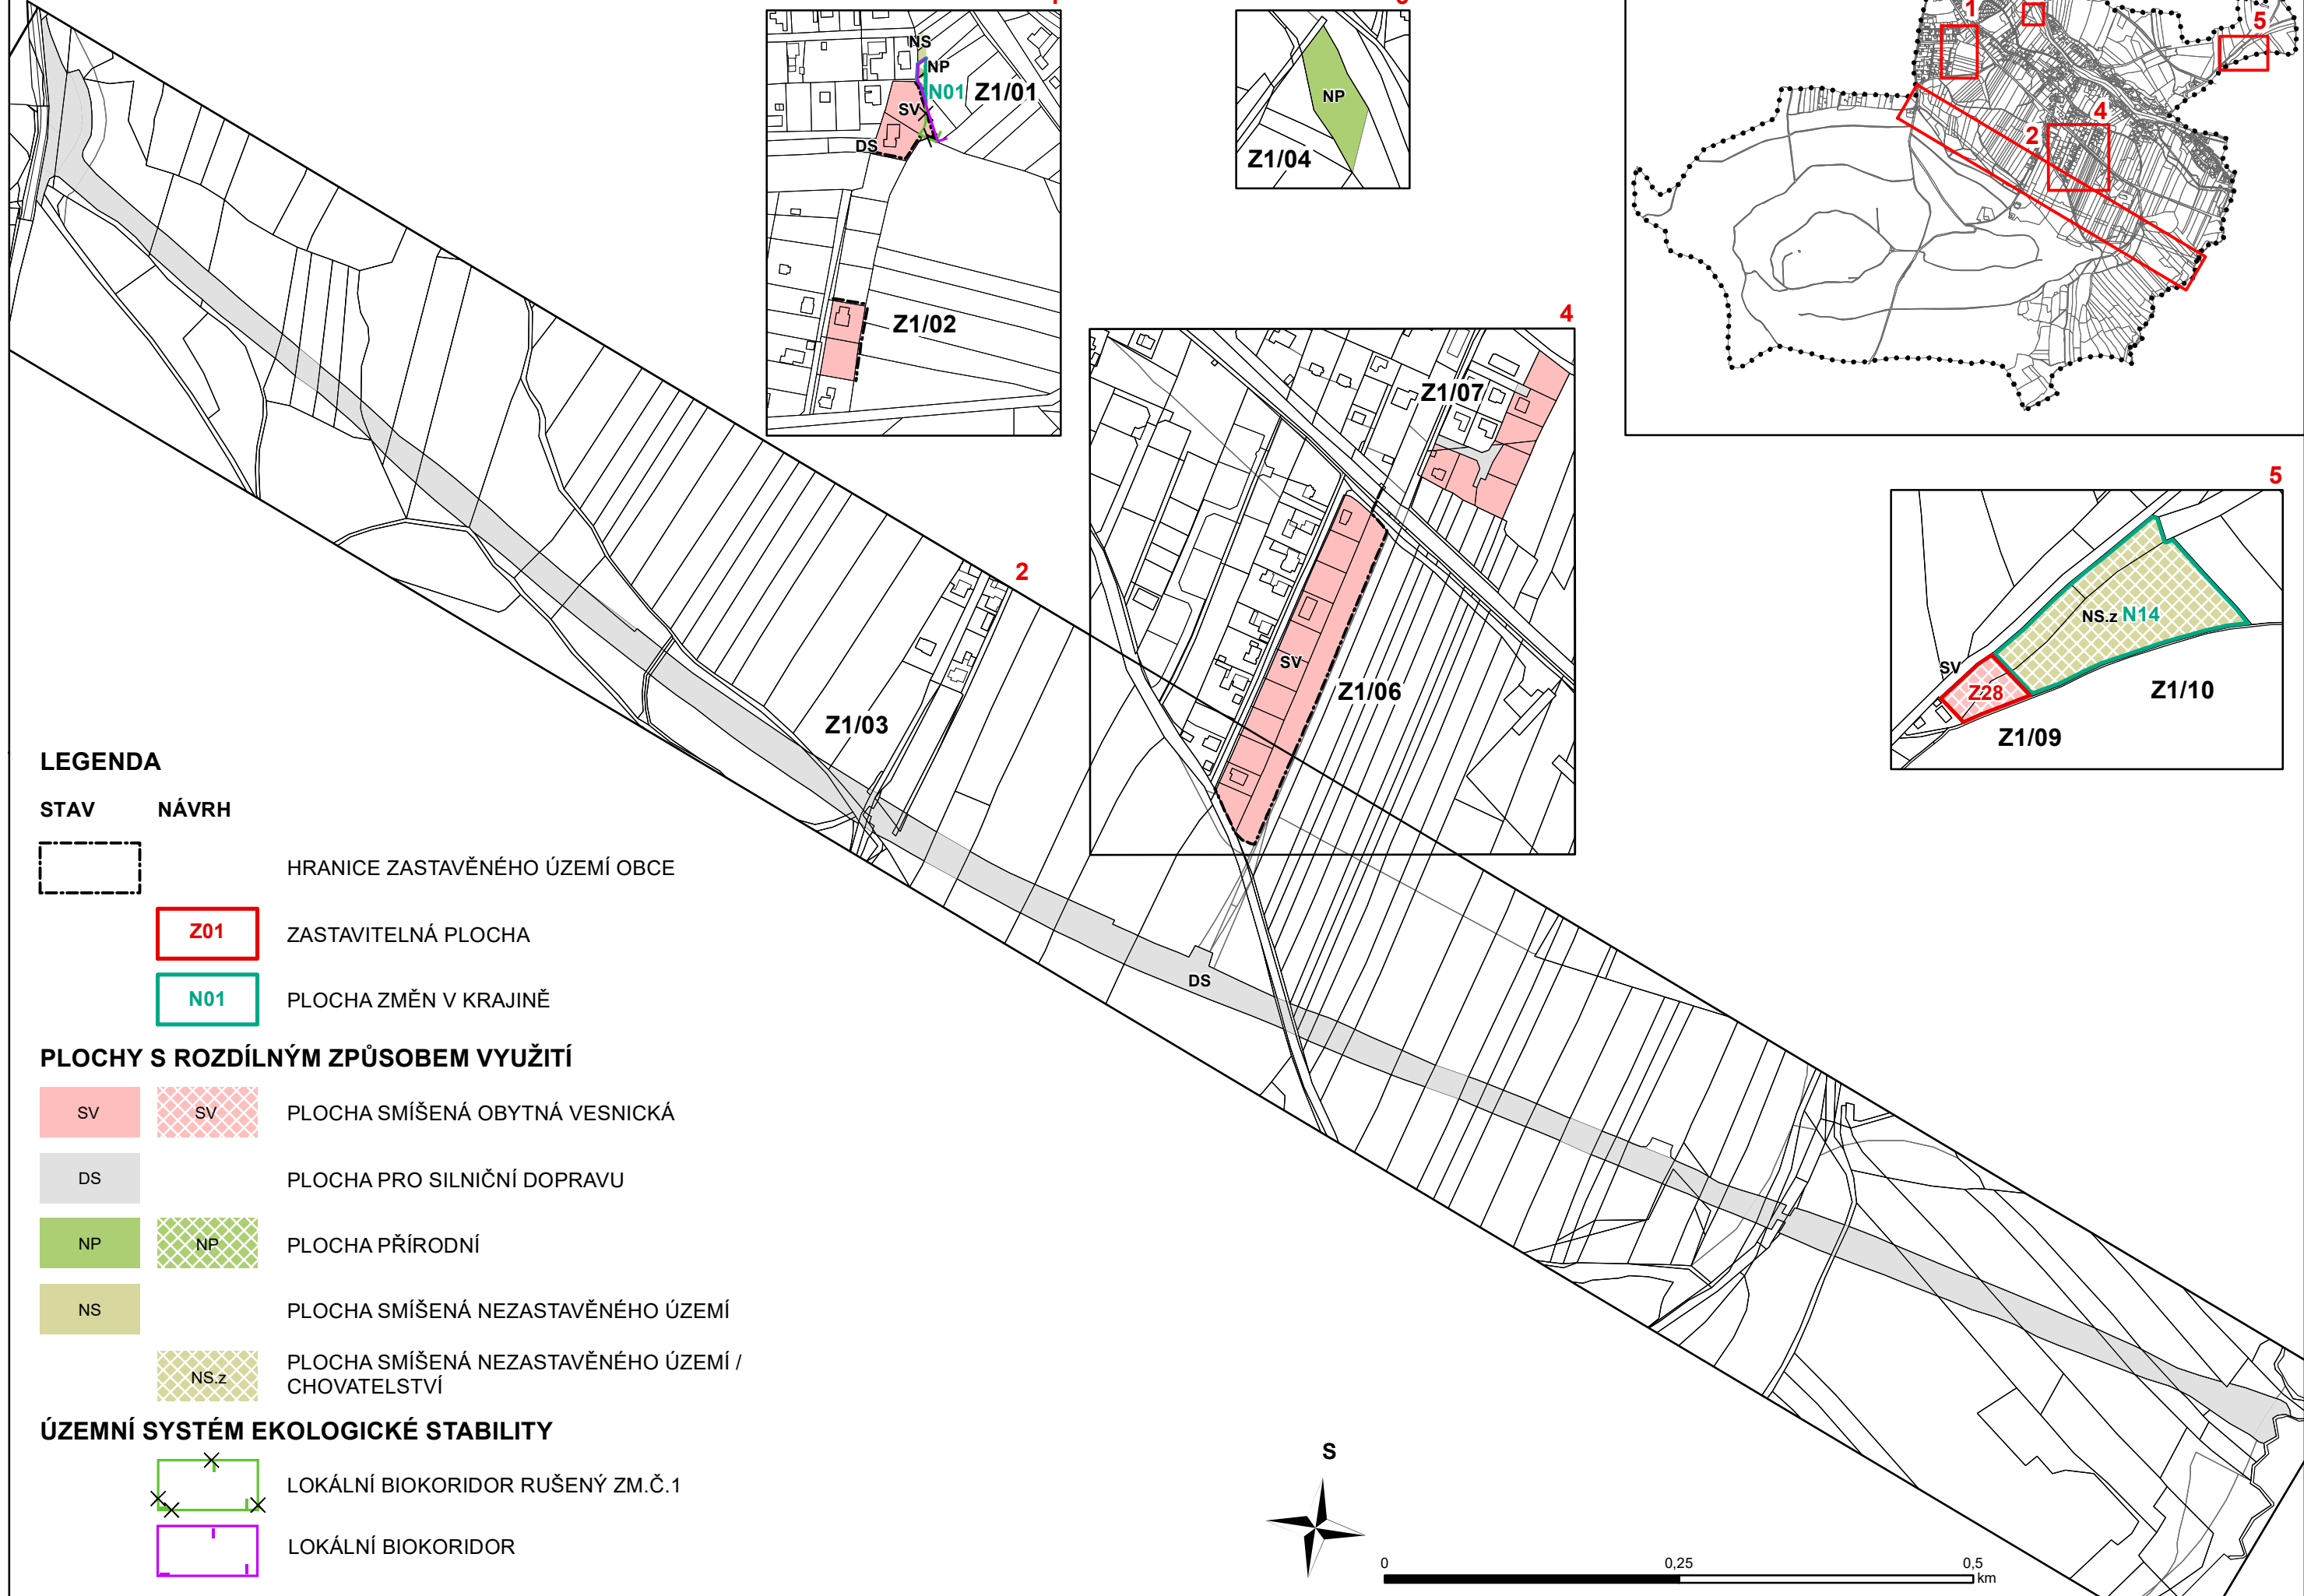 1
5
4
2
NS
NP
N01
Z1/01
SV
DS
Z1/02
NP
Z1/04
4
Z1/07
SV
Z1/06
5
NS.z N14
SV
Z28
Z1/10
Z1/09
2
Z1/03
DS
LEGENDA
STAV NÁVRH
HRANICE ZASTAVĚNÉHO ÚZEMÍ OBCE
Z01 ZASTAVITELNÁ PLOCHA
N01 PLOCHA ZMĚN V KRAJINĚ
PLOCHY S ROZDÍLNÝM ZPŮSOBEM VYUŽITÍ
SV SV PLOCHA SMÍŠENÁ OBYTNÁ VESNICKÁ
DS PLOCHA PRO SILNIČNÍ DOPRAVU
NP NP PLOCHA PŘÍRODNÍ
NS PLOCHA SMÍŠENÁ NEZASTAVĚNÉHO ÚZEMÍ
NS.z PLOCHA SMÍŠENÁ NEZASTAVĚNÉHO ÚZEMÍ /
CHOVATELSTVÍ
ÚZEMNÍ SYSTÉM EKOLOGICKÉ STABILITY
LOKÁLNÍ BIOKORIDOR RUŠENÝ ZM.Č.1
LOKÁLNÍ BIOKORIDOR
S
0 0,25 0,5
km